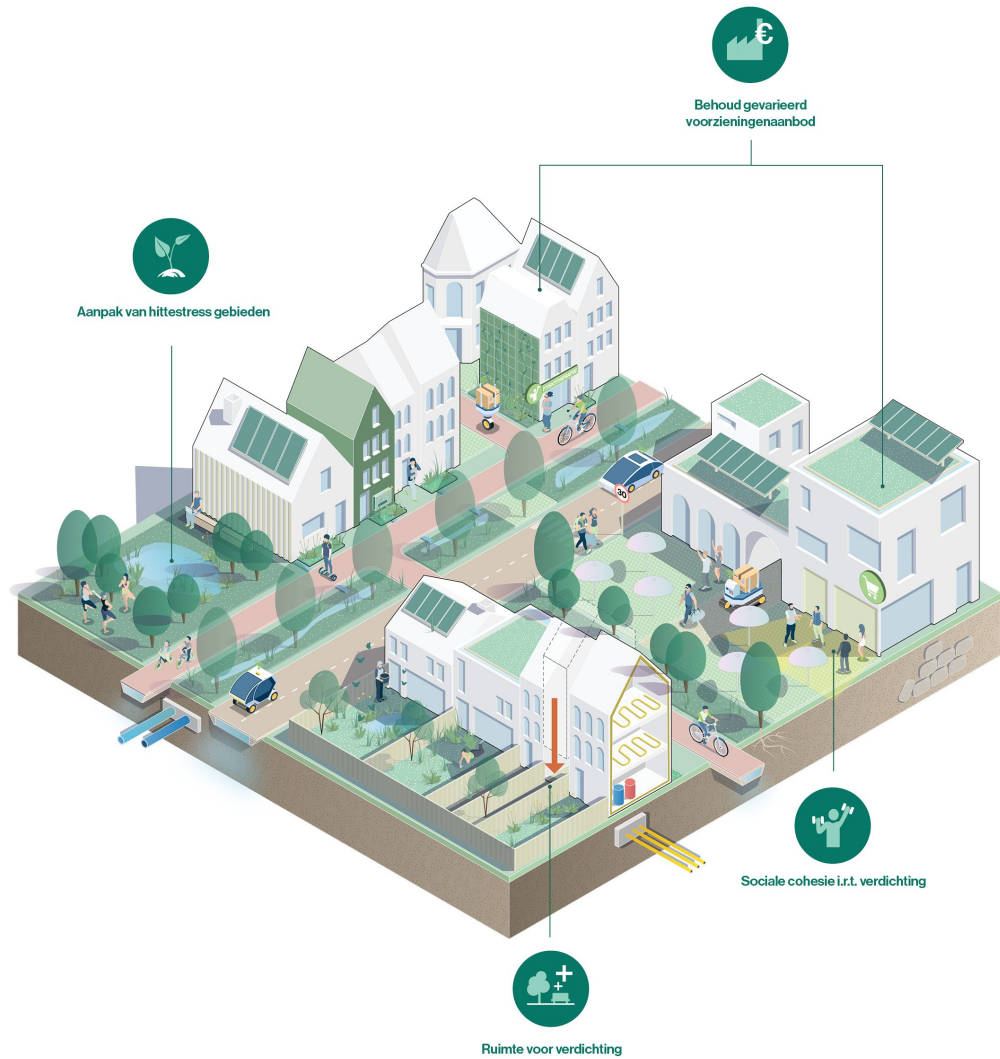 €
Behoud gevarieerd
voorzieningenaanbod
Aanpak van hittestress gebieden
30
Sociale cohesie i.r.t. verdichting
Ruimte voor verdichting